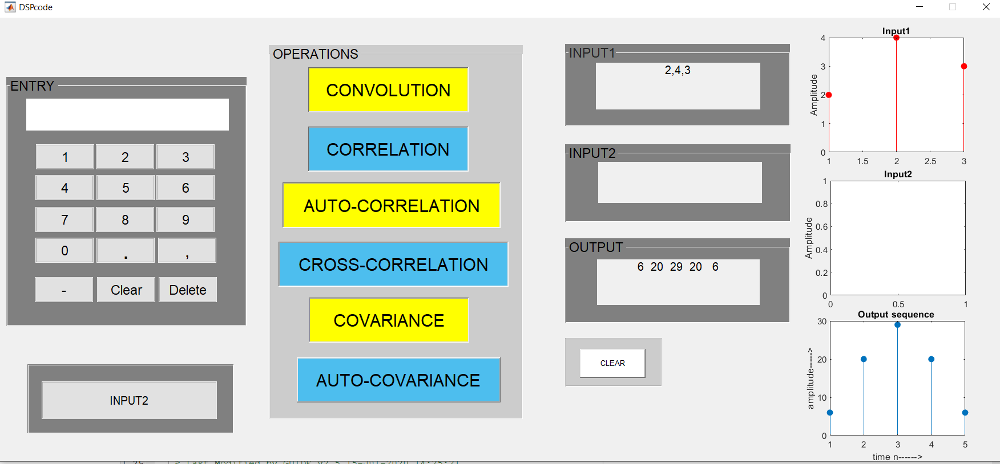 DSPcode
ENTRY
1 2 3
4 5 6
7 8 9
0 . ,
- Clear Delete
INPUT2
OPERATIONS
CONVOLUTION
CORRELATION
AUTO-CORRELATION
CROSS-CORRELATION
COVARIANCE
AUTO-COVARIANCE
INPUT1
2,4,3
INPUT2
OUTPUT
6 20 29 20 6
CLEAR
Input1
Amplitude
4
3
2
1
0
1 1.5 2 2.5 3
Input2
Amplitude
1
0.8
0.6
0.4
0.2
0
0 0.5 1
Output sequence
amplitude----->
30
20
10
0
1 2 3 4 5
time n------>